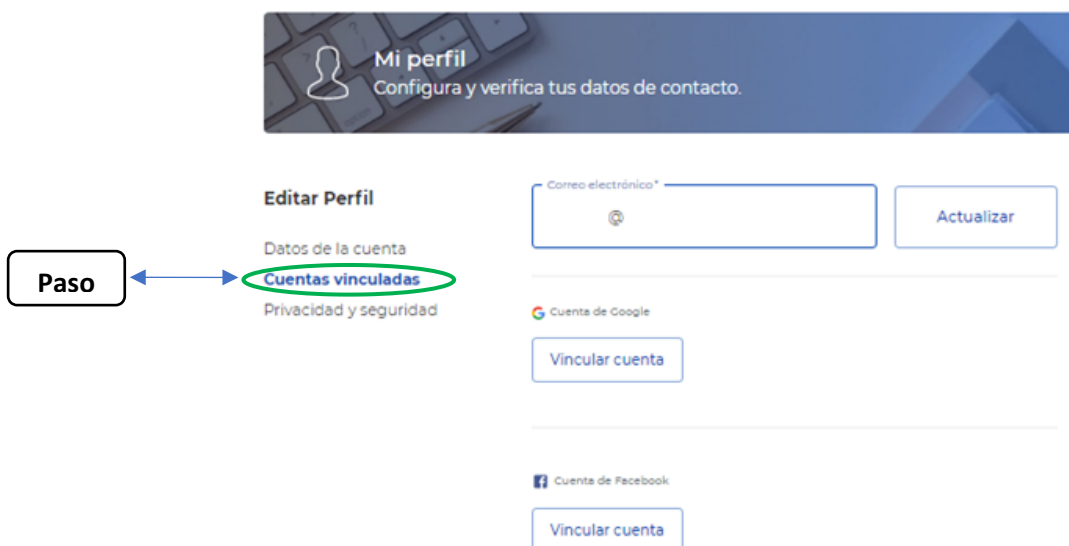 Mi perfil
Configura y verifica tus datos de contacto.
Editar Perfil
Datos de la cuenta
Cuentas vinculadas
Privacidad y seguridad
Paso
Correo electrónico*
@
Actualizar
Cuenta de Google
Vincular cuenta
Cuenta de Facebook
Vincular cuenta